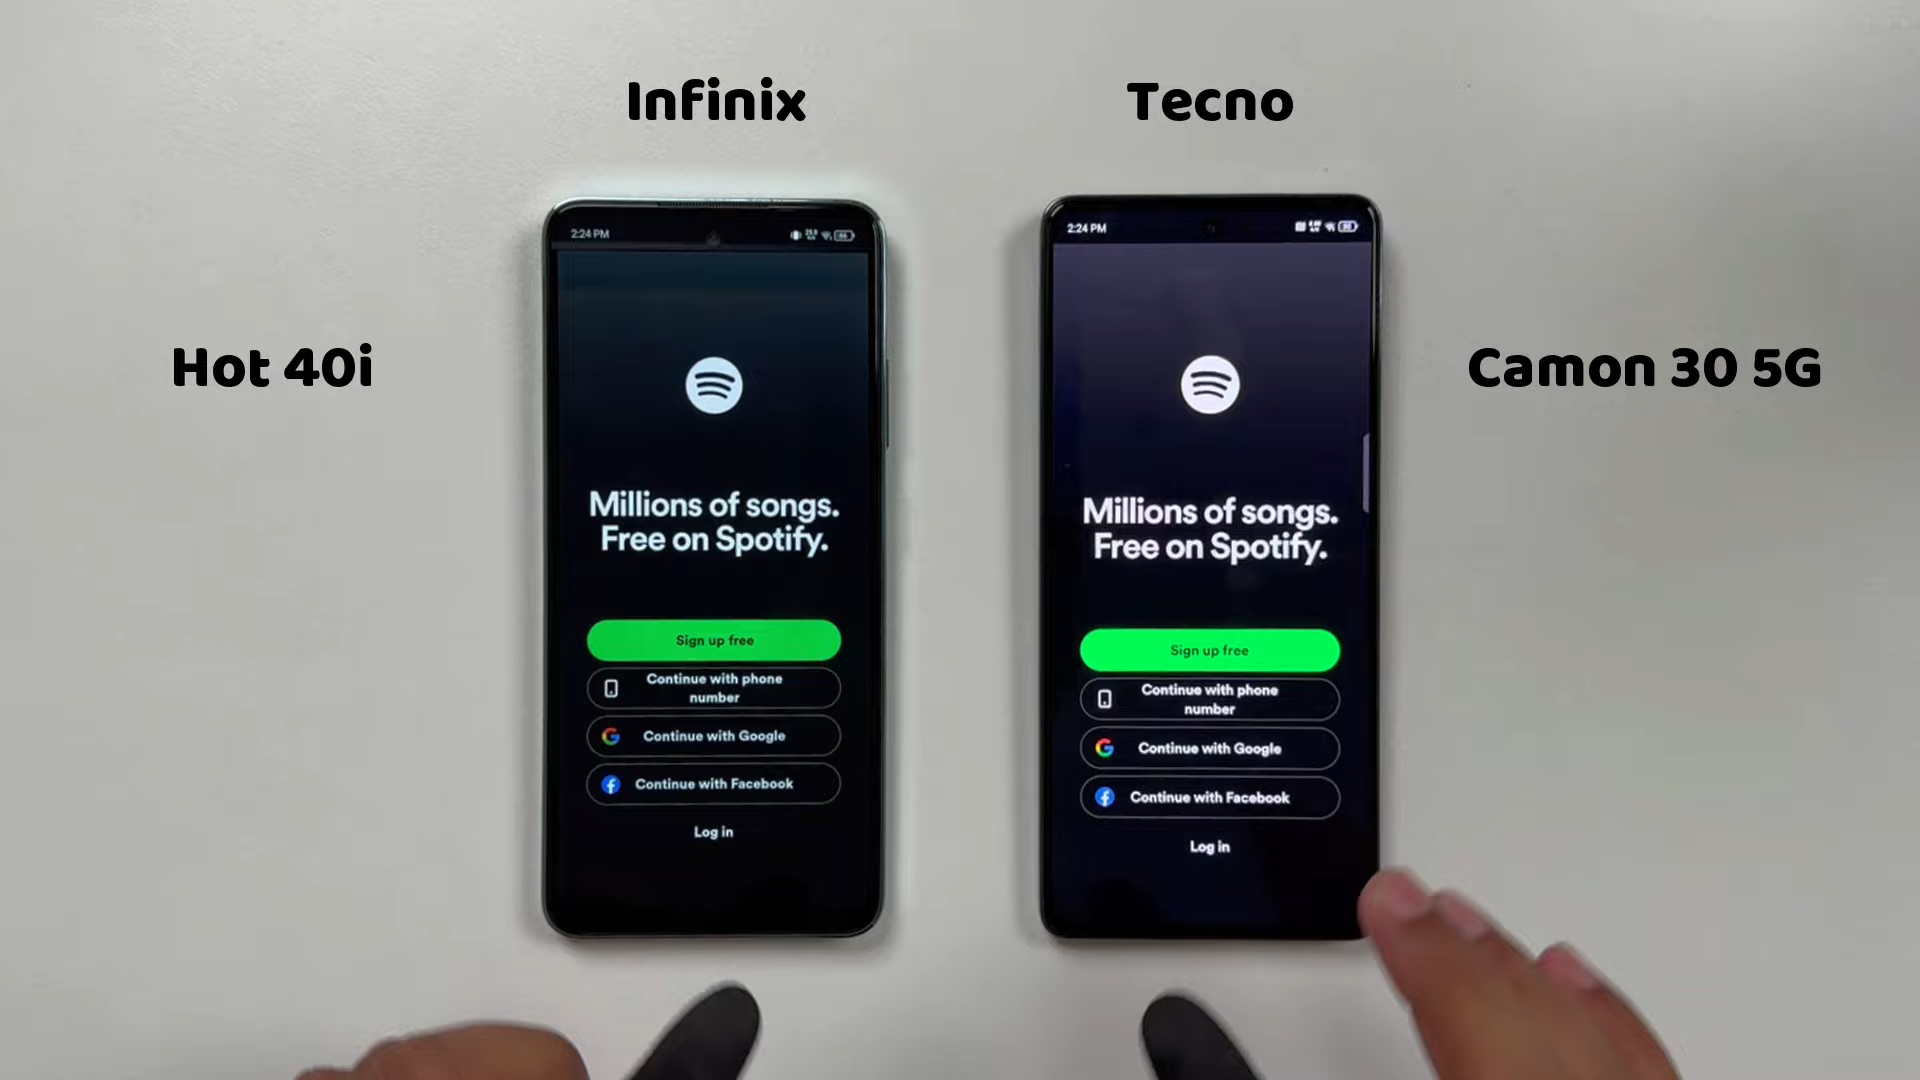 Infinix
Tecno
Hot 40i
Camon 30 5G
2:24 PM
Millions of songs.
Free on Spotify.
Sign up free
Continue with phone
number
Continue with Google
Continue with Facebook
Log in
2:24 PM
Millions of songs.
Free on Spotify.
Sign up free
Continue with phone
number
Continue with Google
Continue with Facebook
Log in